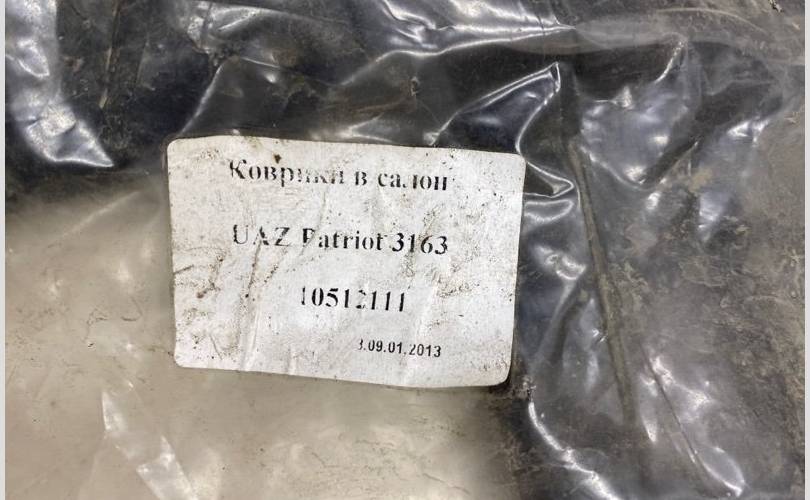 Коврики в салон
UAZ Patriot 3163
10512111
3.09.01.2013